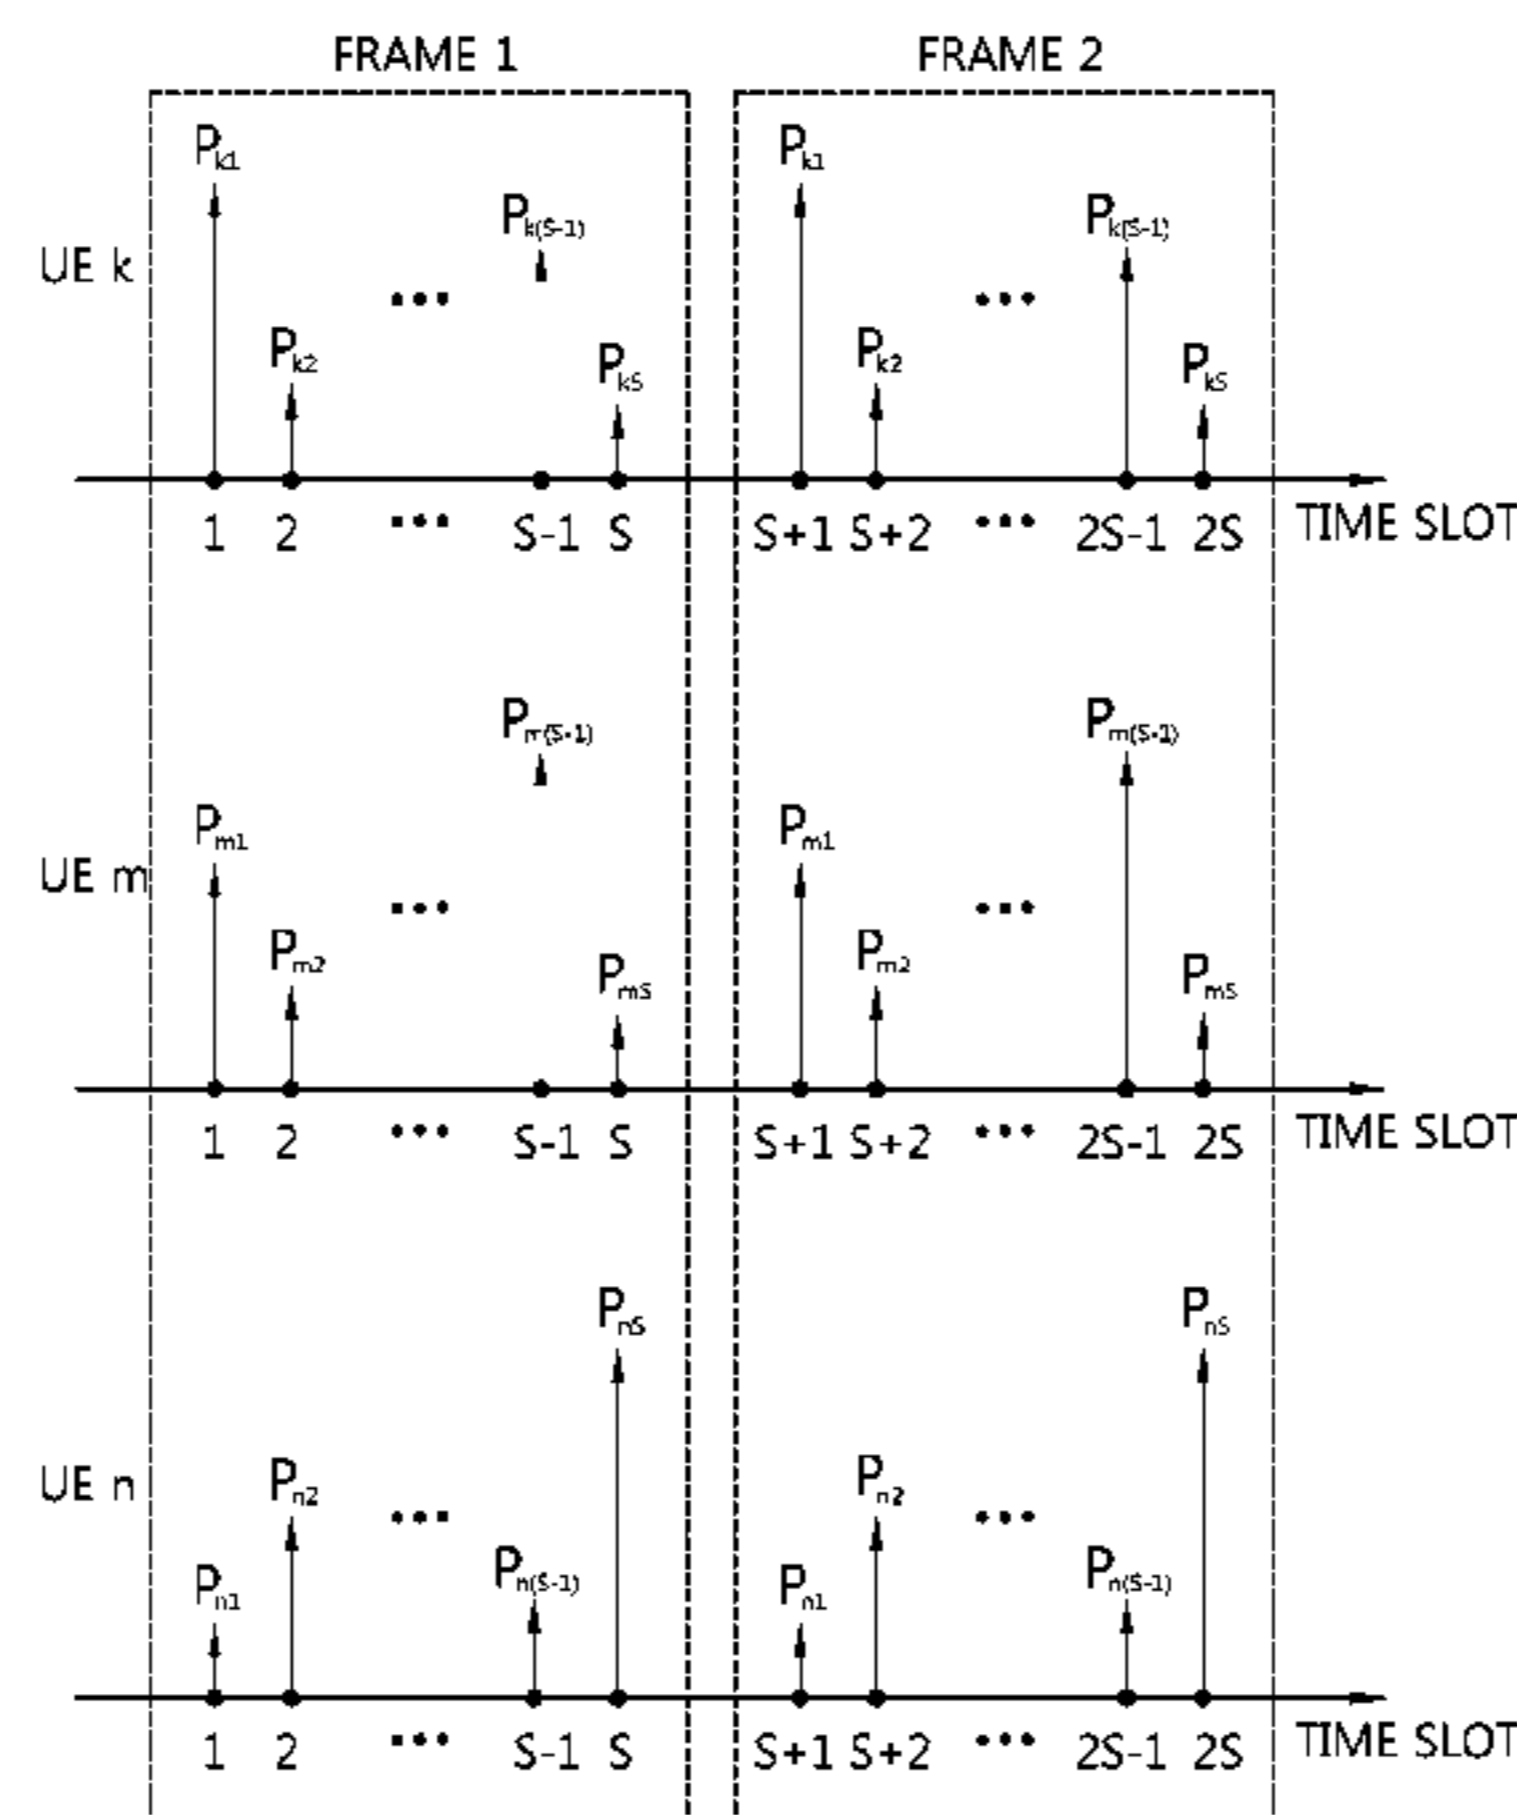 FRAME 1 FRAME 2
P_k1 P_k1
P_k(S-1) P_k(S-1)
UE k
... ...
P_k2 P_kS P_k2 P_kS
1 2 ... S-1 S S+1 S+2 ... 2S-1 2S TIME SLOT
P_m(S-1) P_m(S-1)
P_m1 P_m1
UE m
... ...
P_m2 P_mS P_m2 P_mS
1 2 ... S-1 S S+1 S+2 ... 2S-1 2S TIME SLOT
P_nS P_nS
UE n P_n2 P_n2
... ...
P_n1 P_n(S-1) P_n1 P_n(S-1)
1 2 ... S-1 S S+1 S+2 ... 2S-1 2S TIME SLOT